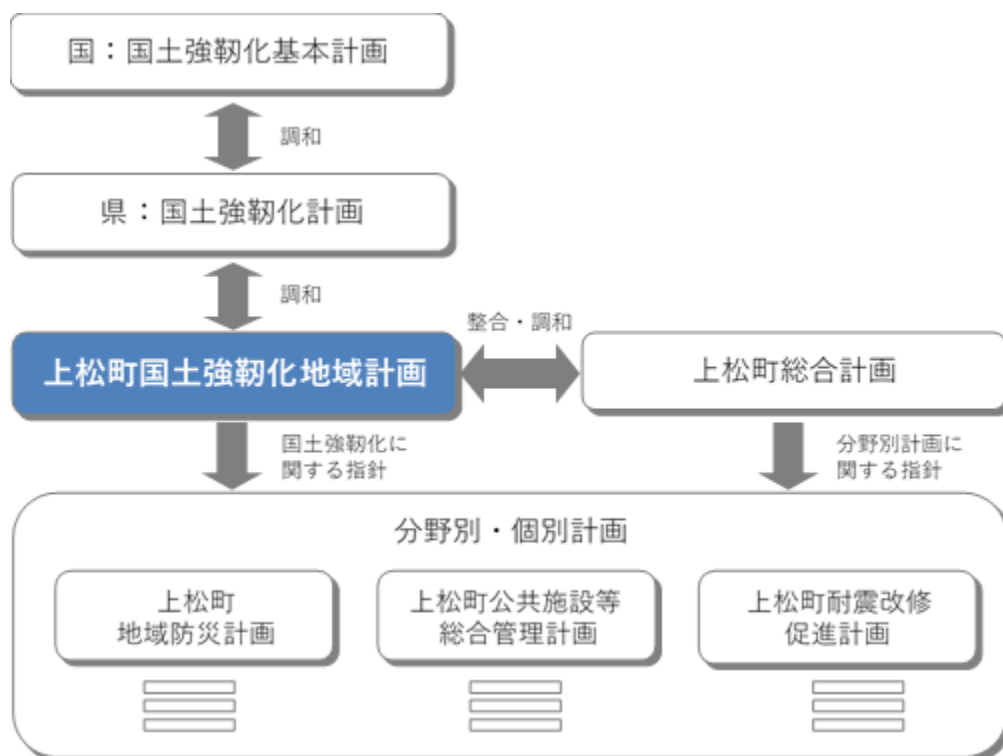 国：国土強靭化基本計画
調和
県：国土強靭化計画
調和
整合・調和
上松町国土強靭化地域計画
上松町総合計画
国土強靭化に
関する指針
分野別計画に
関する指針
分野別・個別計画
上松町
地域防災計画
上松町公共施設等
総合管理計画
上松町耐震改修
促進計画